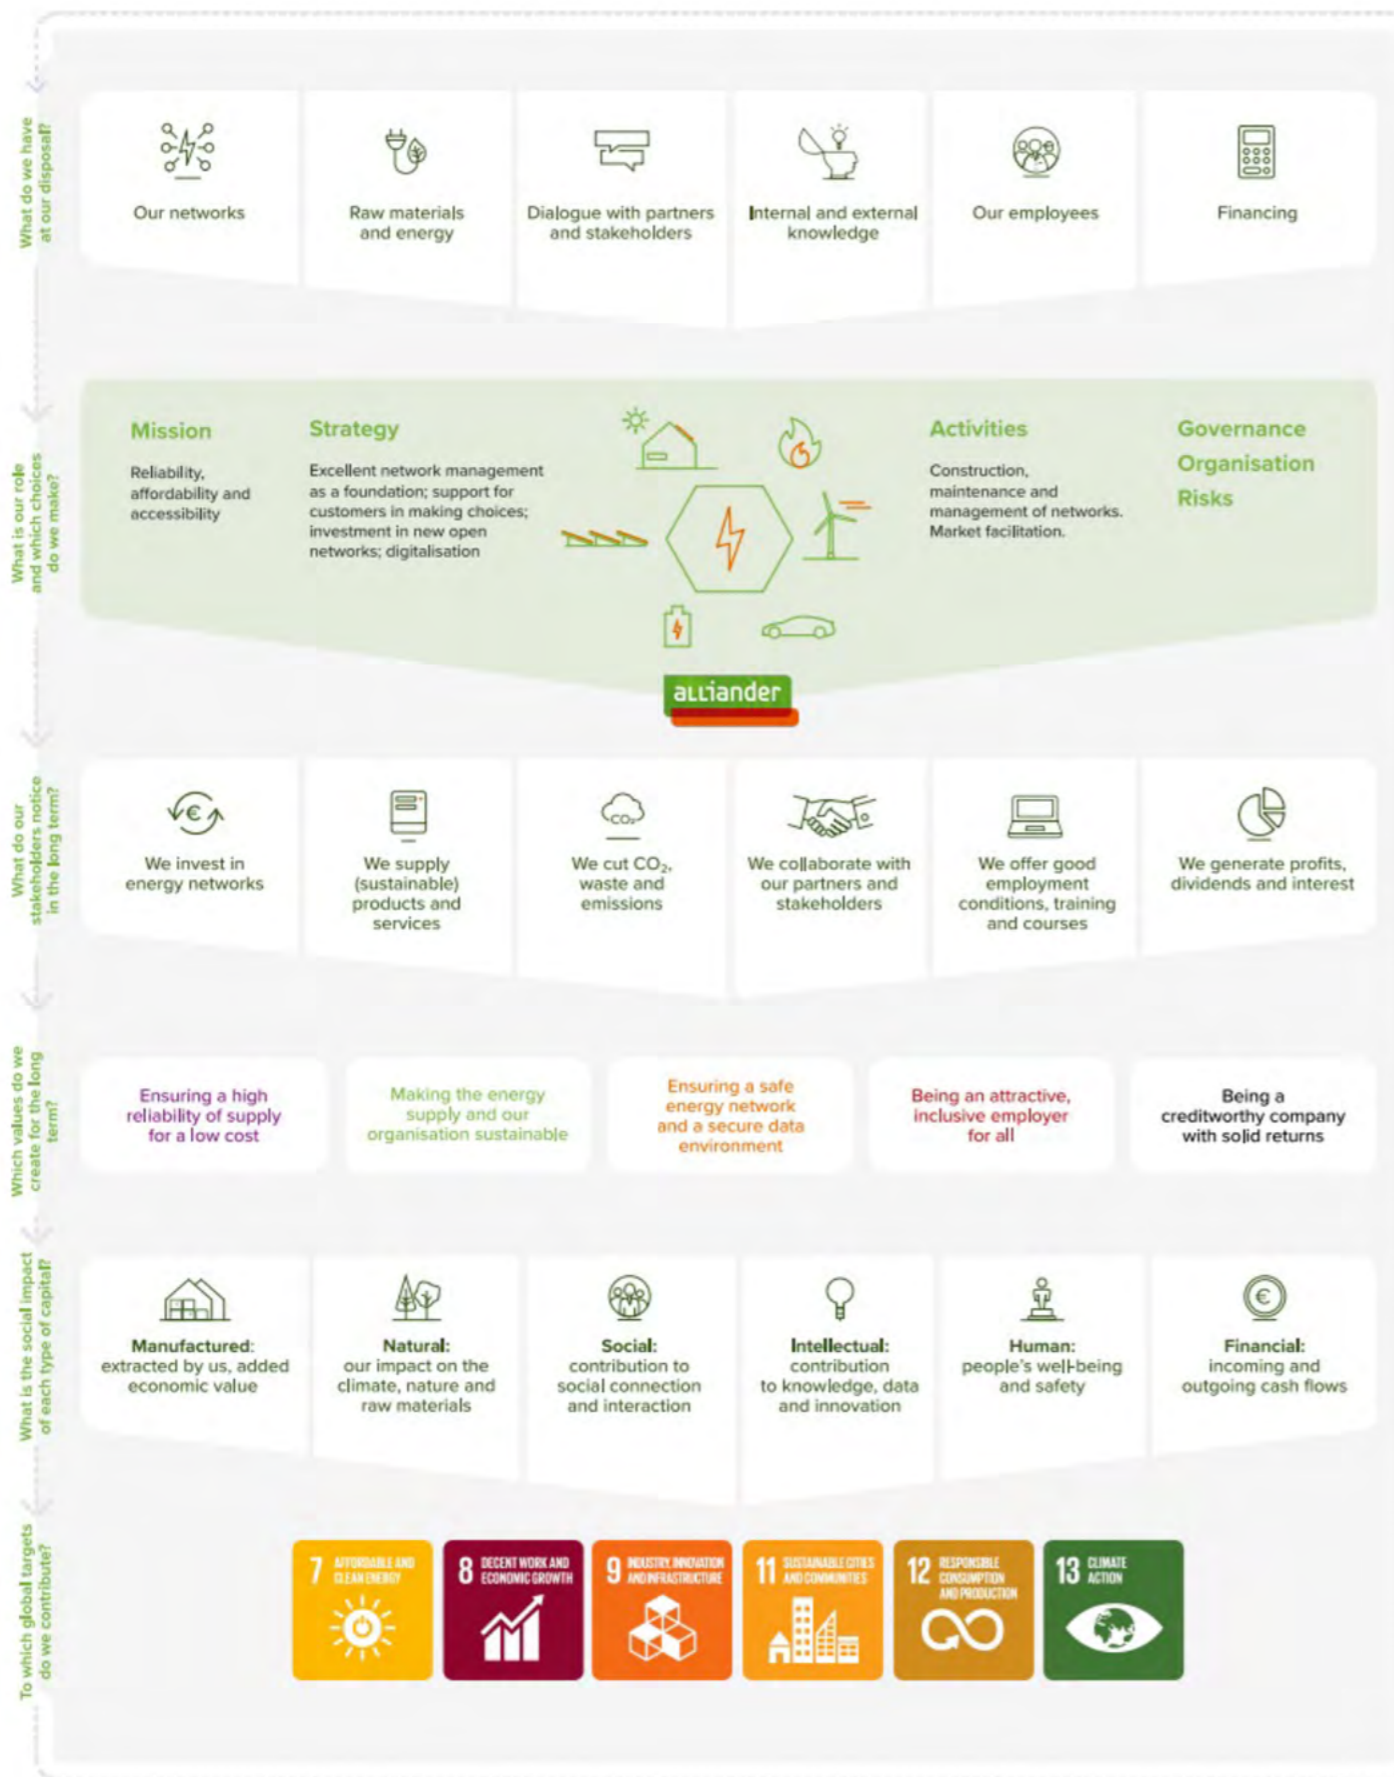 What do we have
at our disposal?
Our networks
Raw materials
and energy
Dialogue with partners
and stakeholders
Internal and external
knowledge
Our employees
Financing
What is our role
and which choices
do we make?
Mission
Reliability,
affordability and
accessibility
Strategy
Excellent network management
as a foundation; support for
customers in making choices;
investment in new open
networks; digitalisation
Activities
Construction,
maintenance and
management of networks.
Market facilitation.
Governance
Organisation
Risks
alliander
What do our
stakeholders notice
in the long term?
We invest in
energy networks
We supply
(sustainable)
products and
services
CO₂
We cut CO₂,
waste and
emissions
We collaborate with
our partners and
stakeholders
We offer good
employment
conditions, training
and courses
We generate profits,
dividends and interest
Which values do we
create for the long
term?
Ensuring a high
reliability of supply
for a low cost
Making the energy
supply and our
organisation sustainable
Ensuring a safe
energy network
and a secure data
environment
Being an attractive,
inclusive employer
for all
Being a
creditworthy company
with solid returns
What is the social impact
of each type of capital?
Manufactured:
extracted by us, added
economic value
Natural:
our impact on the
climate, nature and
raw materials
Social:
contribution to
social connection
and interaction
Intellectual:
contribution
to knowledge, data
and innovation
Human:
people's well-being
and safety
Financial:
incoming and
outgoing cash flows
To which global targets
do we contribute?
7 AFFORDABLE AND
CLEAN ENERGY
8 DECENT WORK AND
ECONOMIC GROWTH
9 INDUSTRY, INNOVATION
AND INFRASTRUCTURE
11 SUSTAINABLE CITIES
AND COMMUNITIES
12 RESPONSIBLE
CONSUMPTION
AND PRODUCTION
13 CLIMATE
ACTION